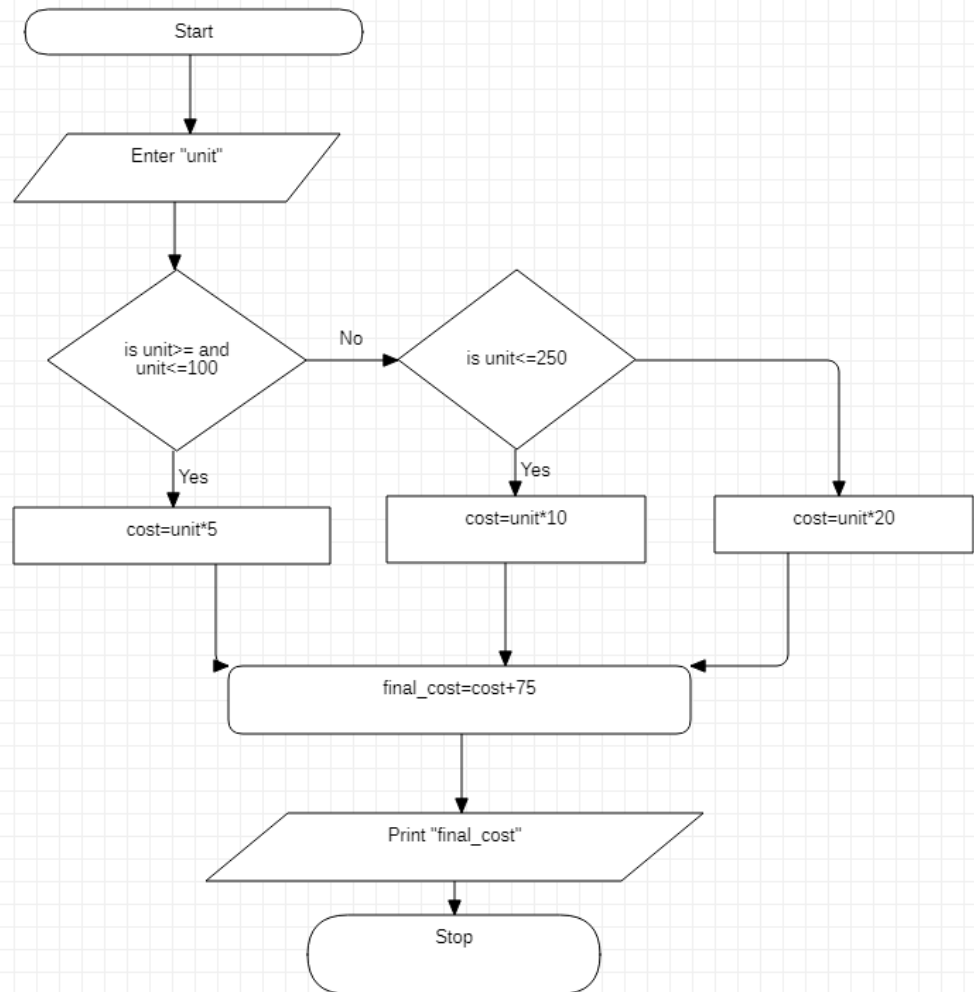 Start
Enter "unit"
is unit>= and
unit<=100
No
is unit<=250
Yes
Yes
cost=unit*5
cost=unit*10
cost=unit*20
final_cost=cost+75
Print "final_cost"
Stop